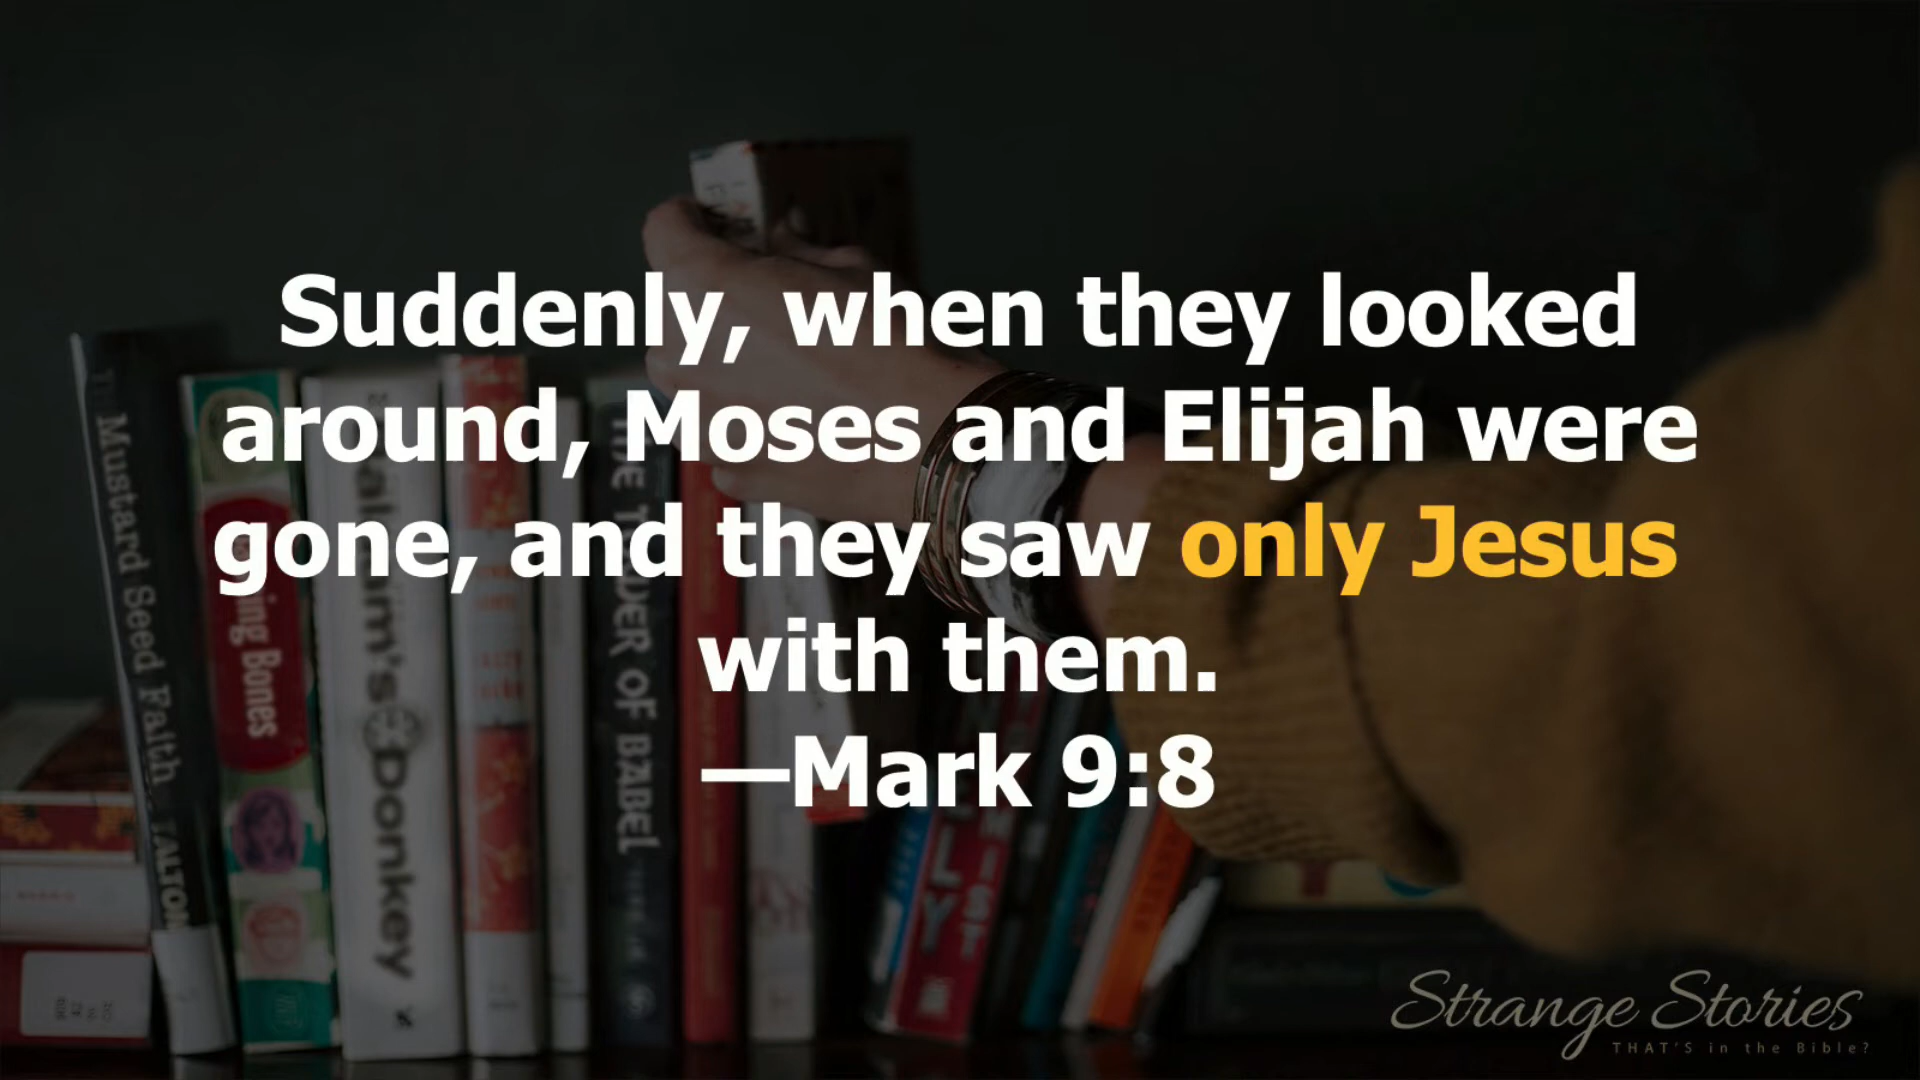 Suddenly, when they looked
around, Moses and Elijah were
gone, and they saw only Jesus
with them.
—Mark 9:8
Mustard Seed Faith
Bones
Donkey
OF BABEL
Strange Stories
THAT'S in the Bible?